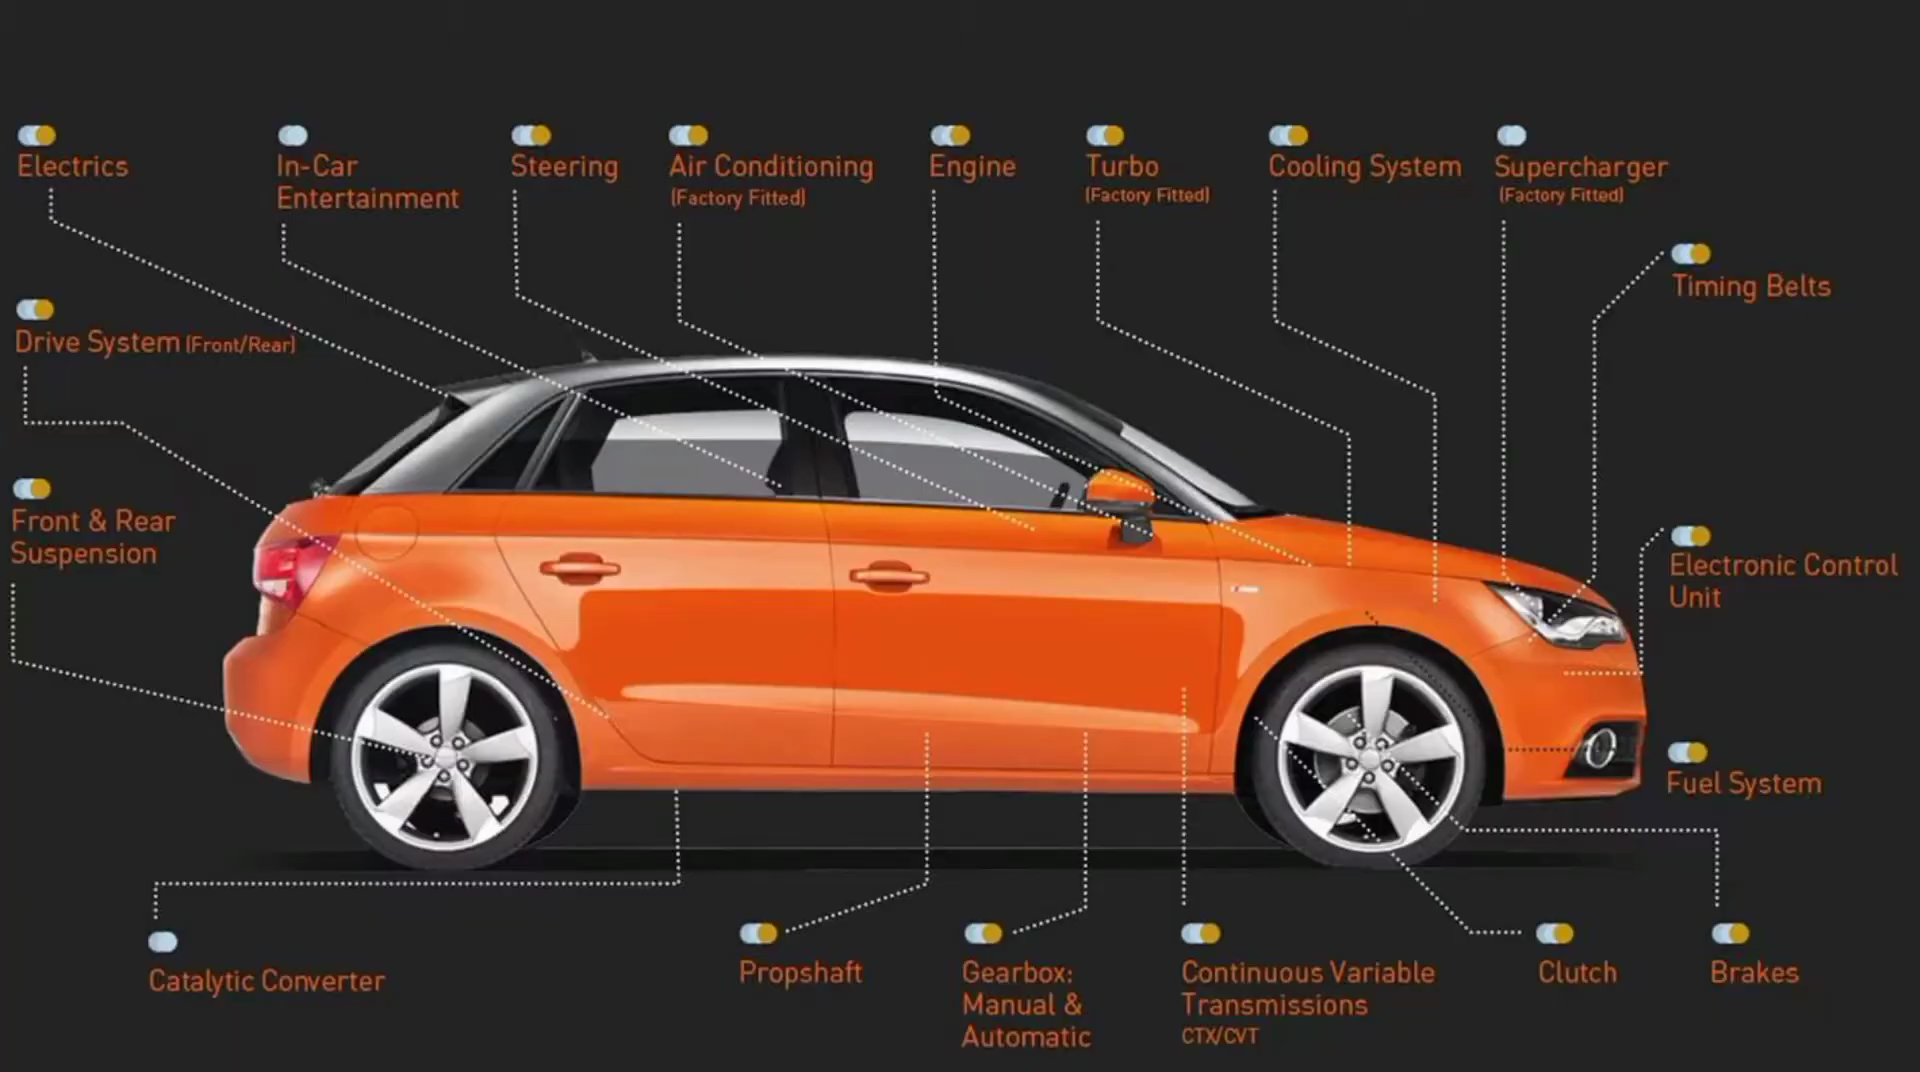 Electrics
In-Car
Entertainment
Steering
Air Conditioning
(Factory Fitted)
Engine
Turbo
(Factory Fitted)
Cooling System
Supercharger
(Factory Fitted)
Timing Belts
Drive System (Front/Rear)
Front & Rear
Suspension
Electronic Control
Unit
Fuel System
Catalytic Converter
Propshaft
Gearbox:
Manual &
Automatic
Continuous Variable
Transmissions
CTX/CVT
Clutch
Brakes